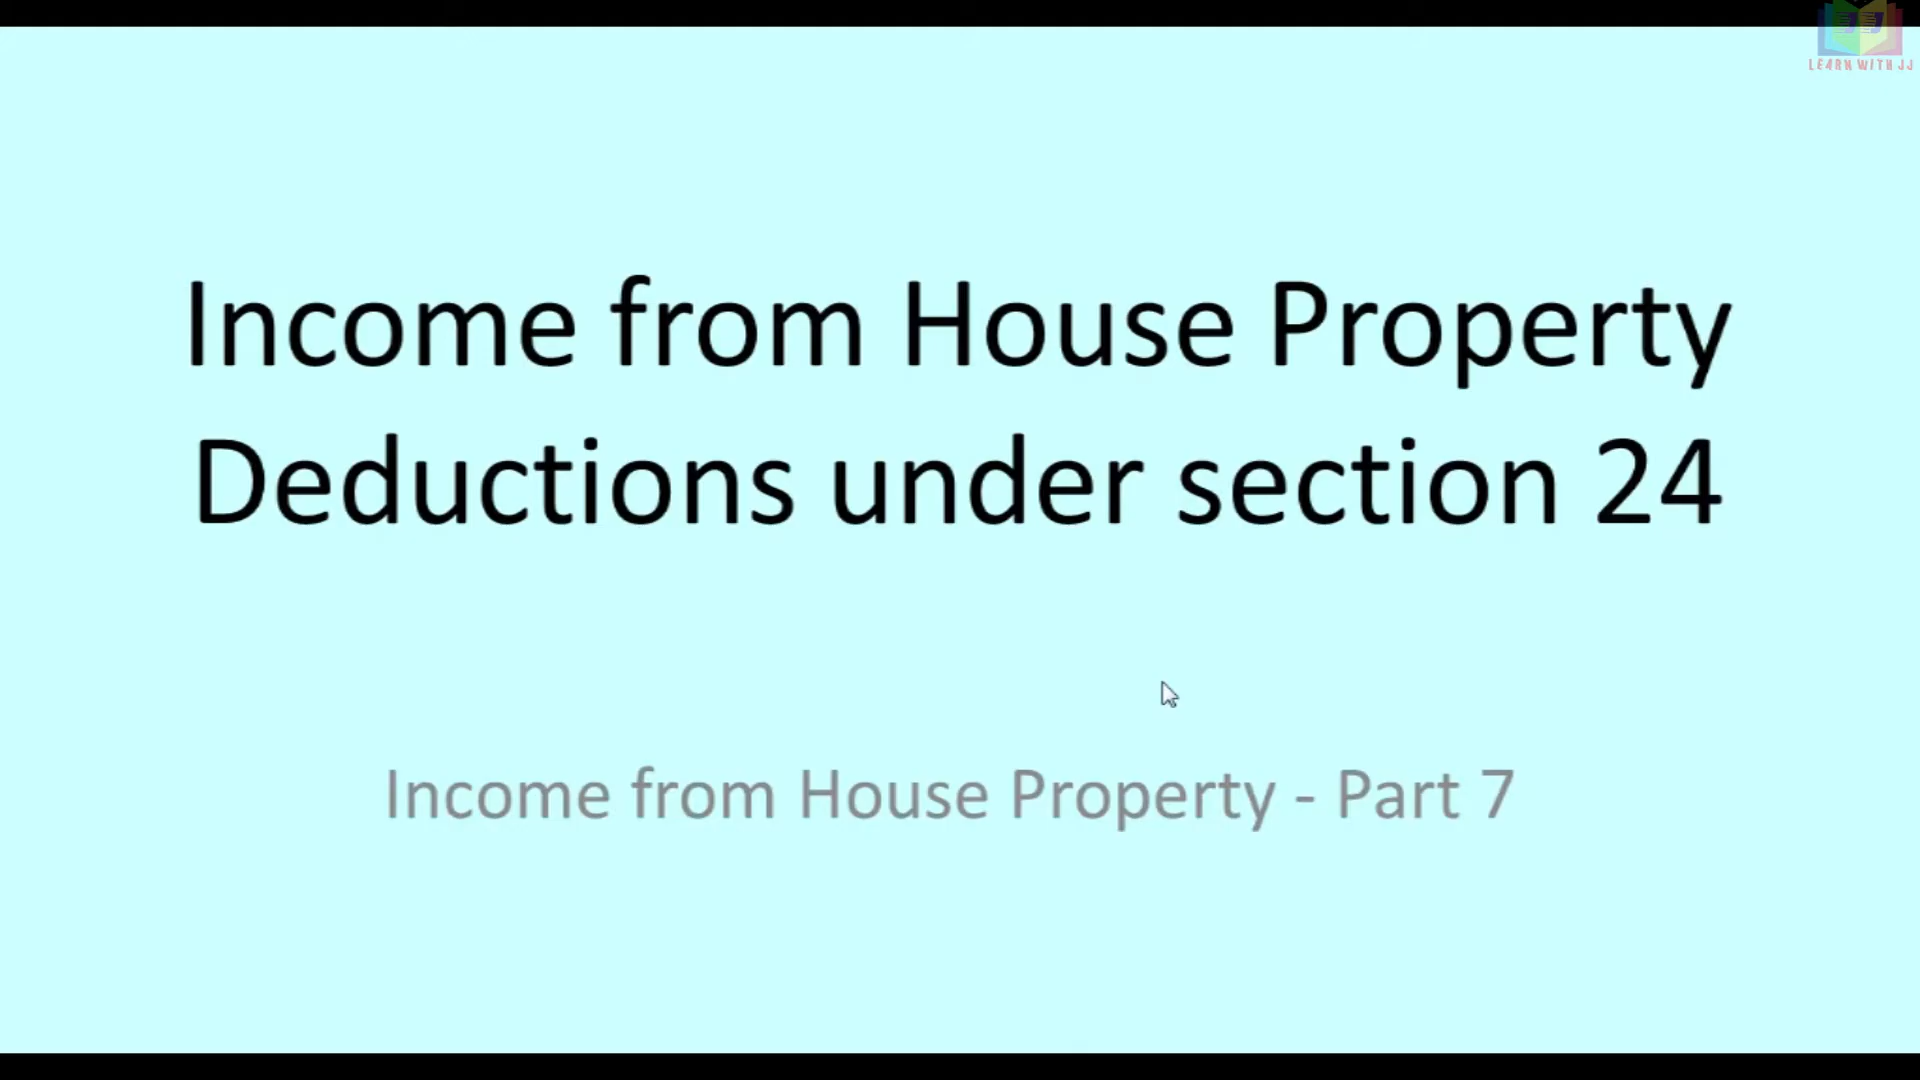 LEARN WITH JJ
Income from House Property
Deductions under section 24
Income from House Property - Part 7